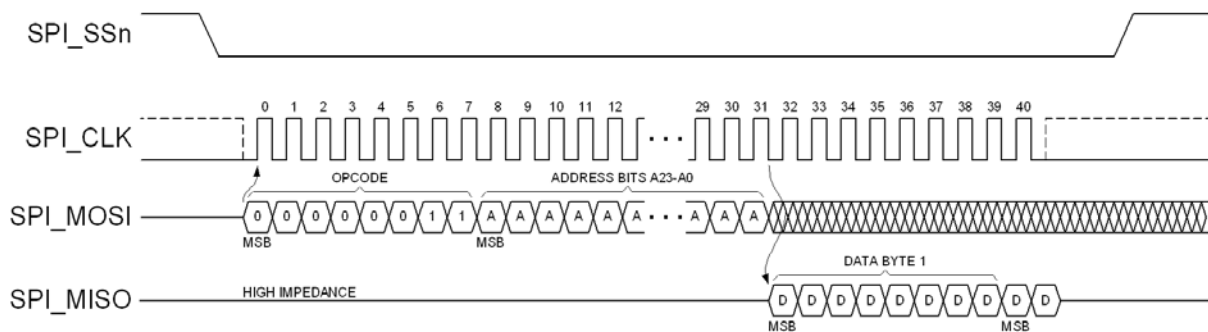 SPI_SSn
0 1 2 3 4 5 6 7 8 9 10 11 12 29 30 31 32 33 34 35 36 37 38 39 40
SPI_CLK
OPCODE ADDRESS BITS A23-A0
SPI_MOSI 0 0 0 0 0 0 1 1 A A A A A A A A A
MSB MSB
DATA BYTE 1
SPI_MISO HIGH IMPEDANCE D D D D D D D D D D
MSB MSB